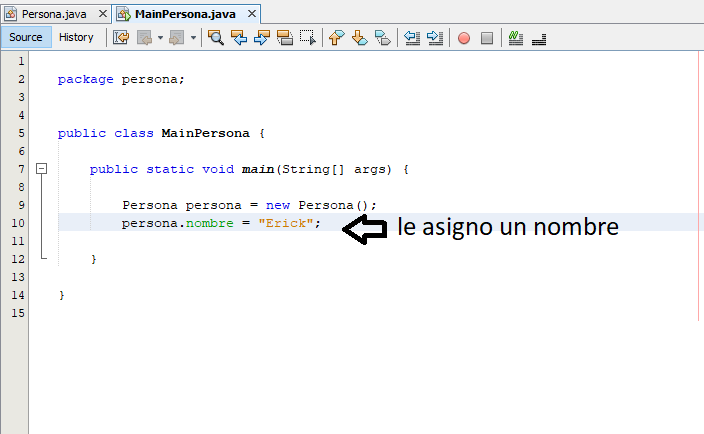 Persona.java MainPersona.java
Source History
1
2 package persona;
3
4
5 public class MainPersona {
6
7 public static void main(String[] args) {
8
9 Persona persona = new Persona();
10 persona.nombre = "Erick"; le asigno un nombre
11
12 }
13
14 }
15